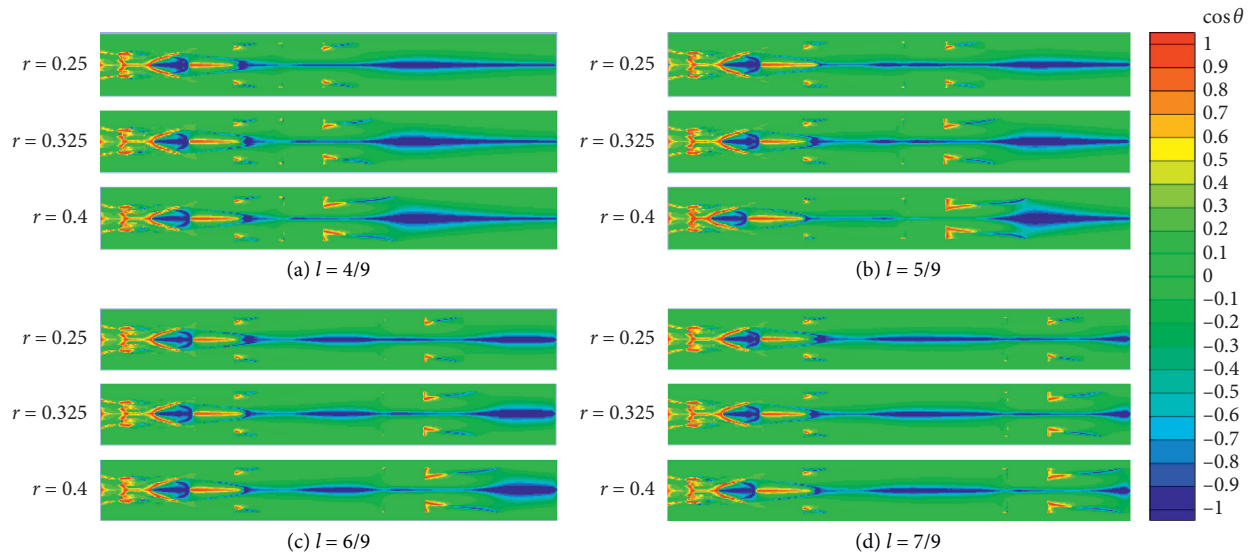 r = 0.25
r = 0.325
r = 0.4
(a) l = 4/9
r = 0.25
r = 0.325
r = 0.4
(b) l = 5/9
r = 0.25
r = 0.325
r = 0.4
(c) l = 6/9
r = 0.25
r = 0.325
r = 0.4
(d) l = 7/9
cos θ
1
0.9
0.8
0.7
0.6
0.5
0.4
0.3
0.2
0.1
0
–0.1
–0.2
–0.3
–0.4
–0.5
–0.6
–0.7
–0.8
–0.9
–1